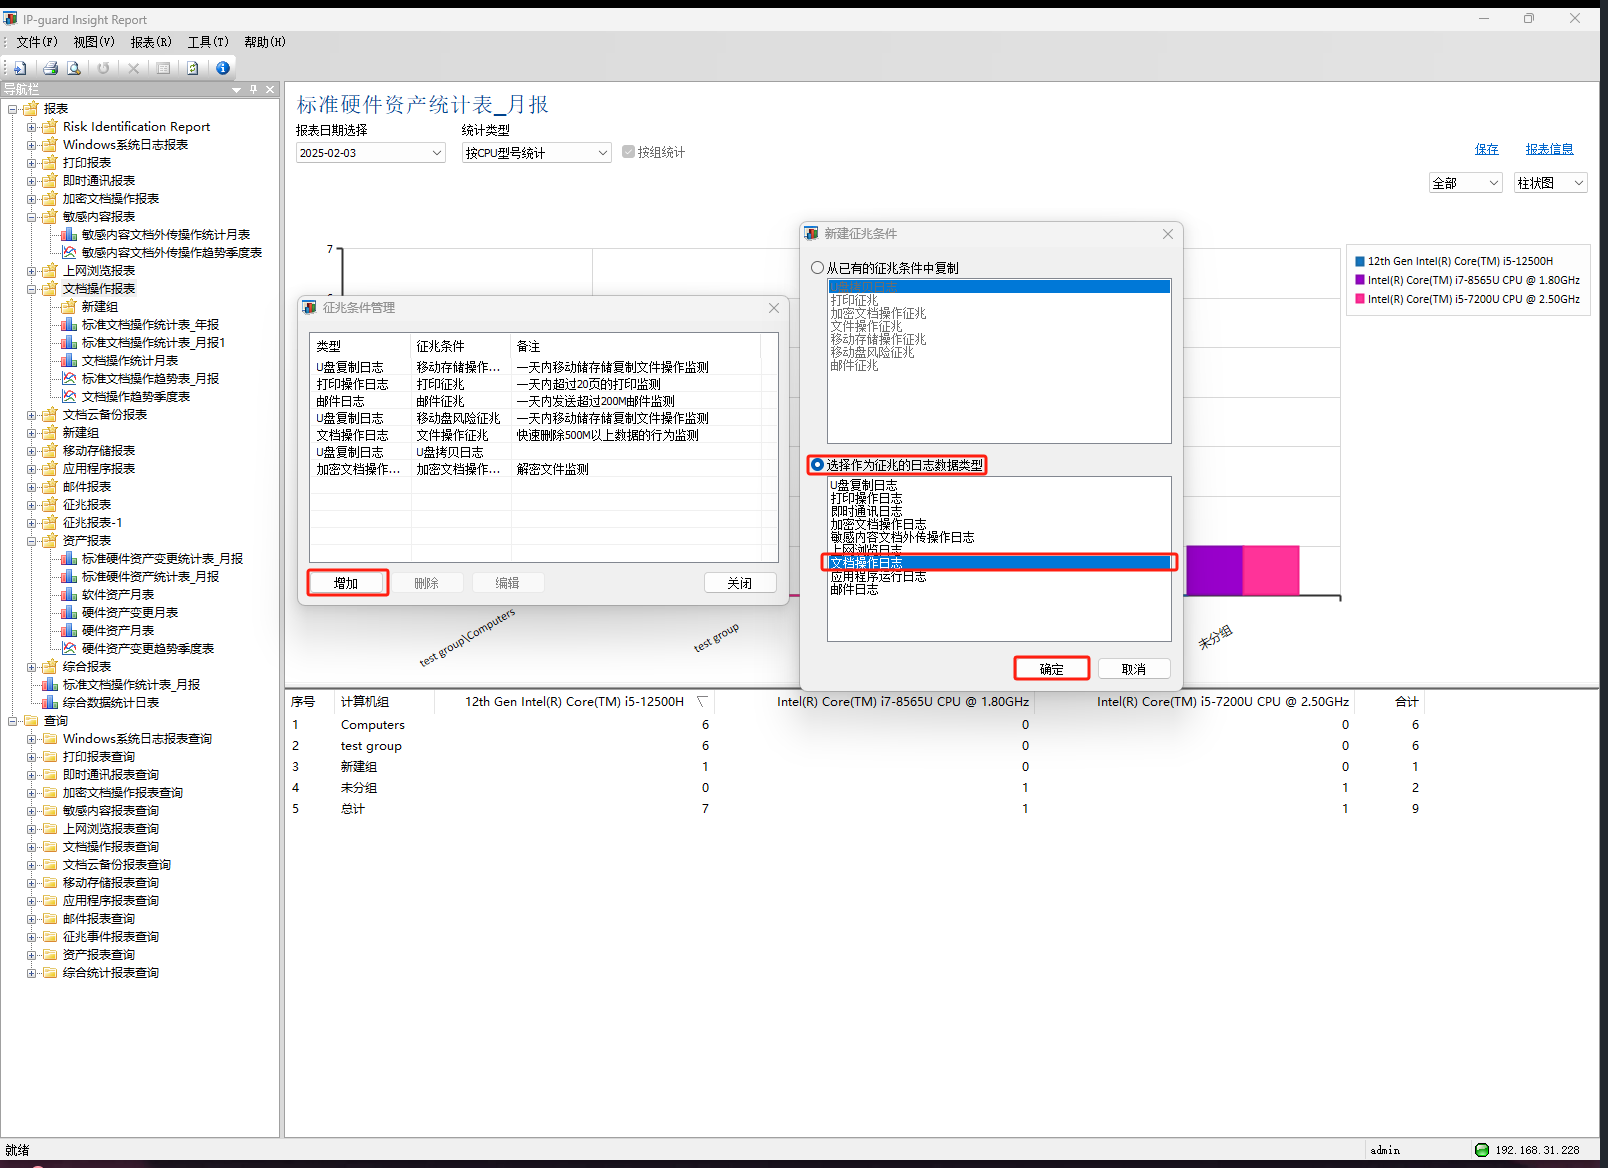 IP-guard Insight Report
文件(F) 视图(V) 报表(R) 工具(T) 帮助(H)
导航栏
报表
Risk Identification Report
Windows系统日志报表
打印报表
即时通讯报表
加密文档操作报表
敏感内容报表
敏感内容文档外传操作统计月表
敏感内容文档外传操作趋势季度表
上网浏览报表
文档操作报表
新建组
标准文档操作统计表_年报
标准文档操作统计表_月报1
文档操作统计月表
标准文档操作趋势表_月报
文档操作趋势季度表
文档云备份报表
新建组
移动存储报表
应用程序报表
邮件报表
征兆报表
征兆报表-1
资产报表
标准硬件资产变更统计表_月报
标准硬件资产统计表_月报
软件资产月表
硬件资产变更月表
硬件资产月表
硬件资产变更趋势季度表
综合报表
标准文档操作统计表_月报
综合数据统计日表
查询
Windows系统日志报表查询
打印报表查询
即时通讯报表查询
加密文档操作报表查询
敏感内容报表查询
上网浏览报表查询
文档操作报表查询
文档云备份报表查询
移动存储报表查询
应用程序报表查询
邮件报表查询
征兆事件报表查询
资产报表查询
综合统计报表查询
标准硬件资产统计表_月报
报表日期选择 统计类型
2025-02-03 按CPU型号统计 按组统计
保存 报表信息
全部 柱状图
7
12th Gen Intel(R) Core(TM) i5-12500H
Intel(R) Core(TM) i7-8565U CPU @ 1.80GHz
Intel(R) Core(TM) i5-7200U CPU @ 2.50GHz
征兆条件管理
类型 征兆条件 备注
U盘复制日志 移动存储操作... 一天内移动储存储复制文件操作监测
打印操作日志 打印征兆 一天内超过20页的打印监测
邮件日志 邮件征兆 一天内发送超过200M邮件监测
U盘复制日志 移动盘风险征兆 一天内移动储存储复制文件操作监测
文档操作日志 文件操作征兆 快速删除500M以上数据的行为监测
U盘复制日志 U盘拷贝日志
加密文档操作... 加密文档操作... 解密文件监测
增加 删除 编辑 关闭
新建征兆条件
从已有的征兆条件中复制
U盘拷贝日志
打印征兆
加密文档操作征兆
文件操作征兆
移动存储操作征兆
移动盘风险征兆
邮件征兆
选择作为征兆的日志数据类型
U盘复制日志
打印操作日志
即时通讯日志
加密文档操作日志
敏感内容文档外传操作日志
上网浏览日志
文档操作日志
应用程序运行日志
邮件日志
确定 取消
test group\Computers test group 未分组
序号 计算机组 12th Gen Intel(R) Core(TM) i5-12500H Intel(R) Core(TM) i7-8565U CPU @ 1.80GHz Intel(R) Core(TM) i5-7200U CPU @ 2.50GHz 合计
1 Computers 6 0 0 6
2 test group 6 0 0 6
3 新建组 1 0 0 1
4 未分组 0 1 1 2
5 总计 7 1 1 9
就绪 admin 192.168.31.228